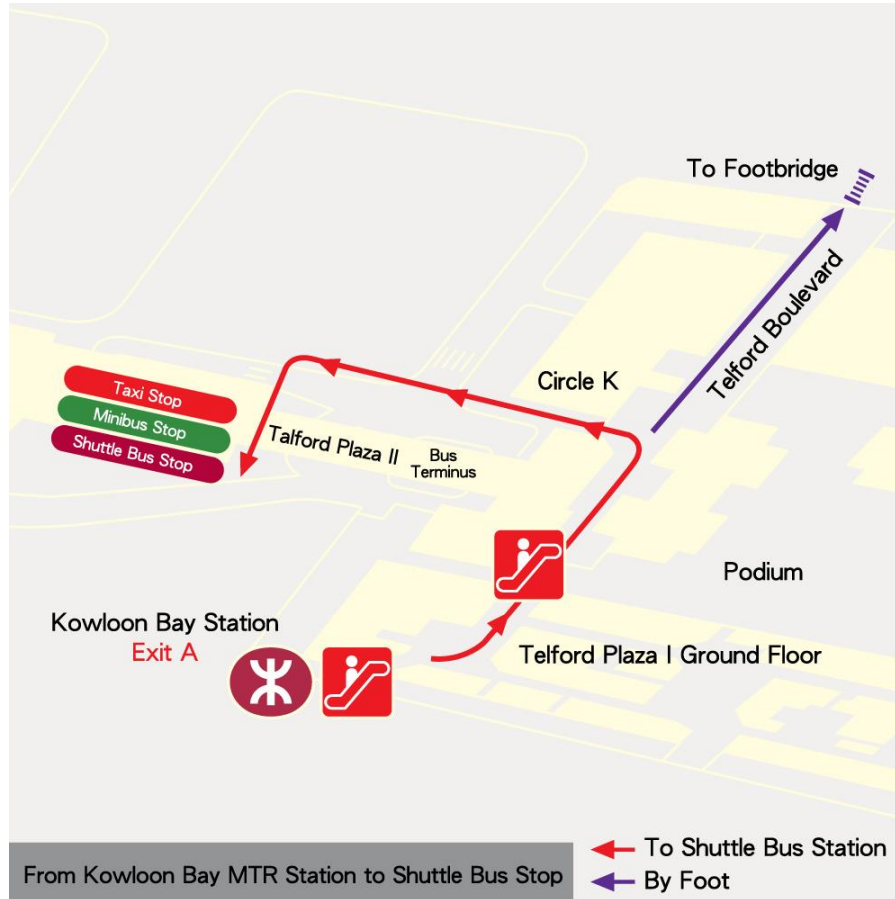 To Footbridge
Telford Boulevard
Circle K
Taxi Stop
Minibus Stop
Shuttle Bus Stop
Talford Plaza II
Bus
Terminus
Podium
Kowloon Bay Station
Exit A
Telford Plaza I Ground Floor
From Kowloon Bay MTR Station to Shuttle Bus Stop
To Shuttle Bus Station
By Foot